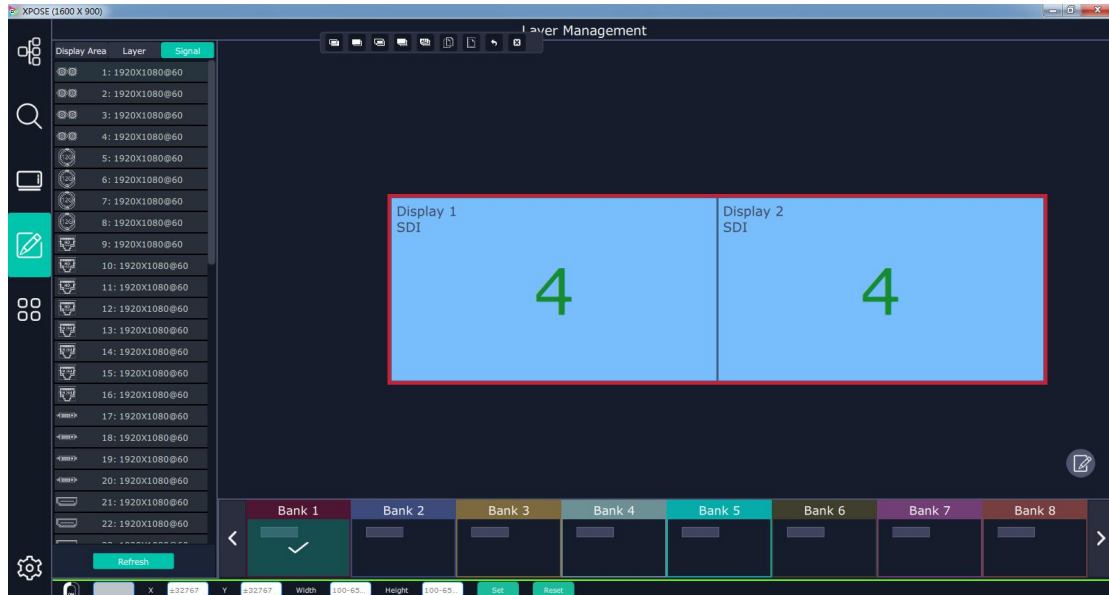 XPOSE (1600 X 900)
Layer Management
Display Area Layer Signal
1: 1920X1080@60
2: 1920X1080@60
3: 1920X1080@60
4: 1920X1080@60
5: 1920X1080@60
6: 1920X1080@60
7: 1920X1080@60
8: 1920X1080@60
9: 1920X1080@60
10: 1920X1080@60
11: 1920X1080@60
12: 1920X1080@60
13: 1920X1080@60
14: 1920X1080@60
15: 1920X1080@60
16: 1920X1080@60
17: 1920X1080@60
18: 1920X1080@60
19: 1920X1080@60
20: 1920X1080@60
21: 1920X1080@60
22: 1920X1080@60
Refresh
Display 1
SDI
4
Display 2
SDI
4
Bank 1 Bank 2 Bank 3 Bank 4 Bank 5 Bank 6 Bank 7 Bank 8
X ±32767 Y ±32767 Width 100-65... Height 100-65... Set Reset